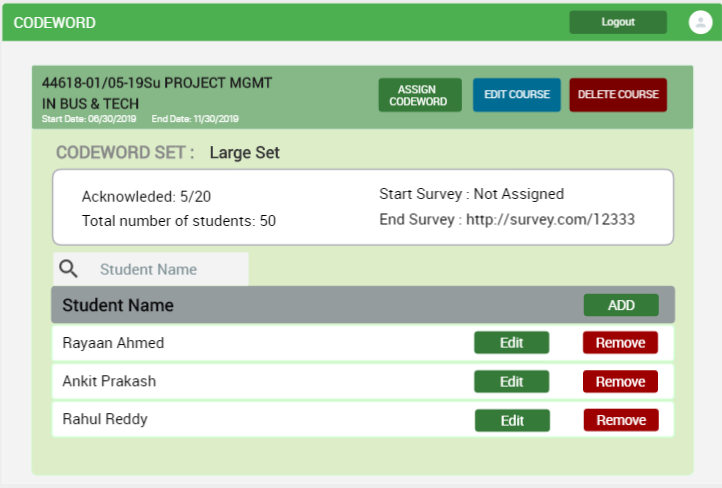 CODEWORD
Logout
44618-01/05-19Su PROJECT MGMT
IN BUS & TECH
Start Date: 06/30/2019 End Date: 11/30/2019
ASSIGN
CODEWORD
EDIT COURSE
DELETE COURSE
CODEWORD SET : Large Set
Acknowleded: 5/20
Total number of students: 50
Start Survey : Not Assigned
End Survey : http://survey.com/12333
Student Name
Student Name ADD
Rayaan Ahmed Edit Remove
Ankit Prakash Edit Remove
Rahul Reddy Edit Remove